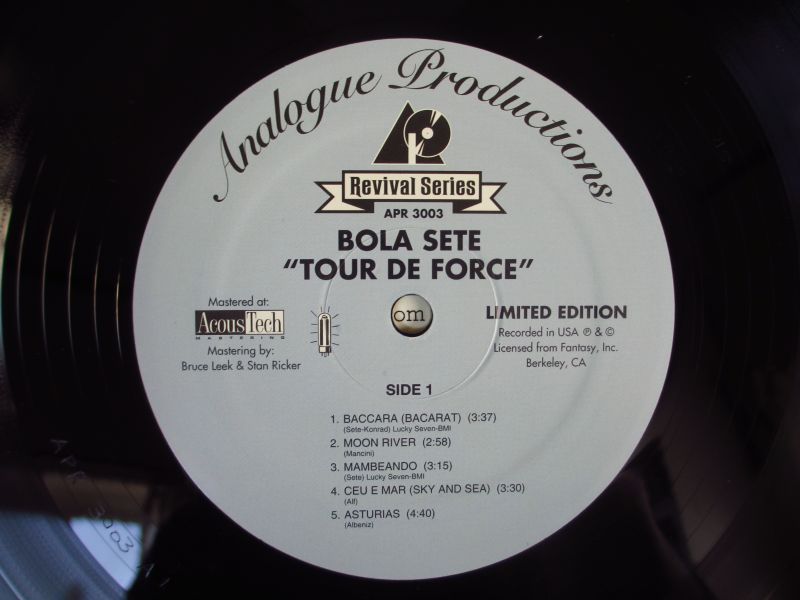 Analogue Productions
Revival Series
APR 3003
BOLA SETE
“TOUR DE FORCE”
Mastered at:
AcousTech
MASTERING
Mastering by:
Bruce Leek & Stan Ricker
om
LIMITED EDITION
Recorded in USA ℗ & ©
Licensed from Fantasy, Inc.
Berkeley, CA
SIDE 1
1. BACCARA (BACARAT) (3:37)
(Sete-Konrad) Lucky Seven-BMI
2. MOON RIVER (2:58)
(Mancini)
3. MAMBEANDO (3:15)
(Sete) Lucky Seven-BMI
4. CEU E MAR (SKY AND SEA) (3:30)
(Alf)
5. ASTURIAS (4:40)
(Albeniz)
APR 3003